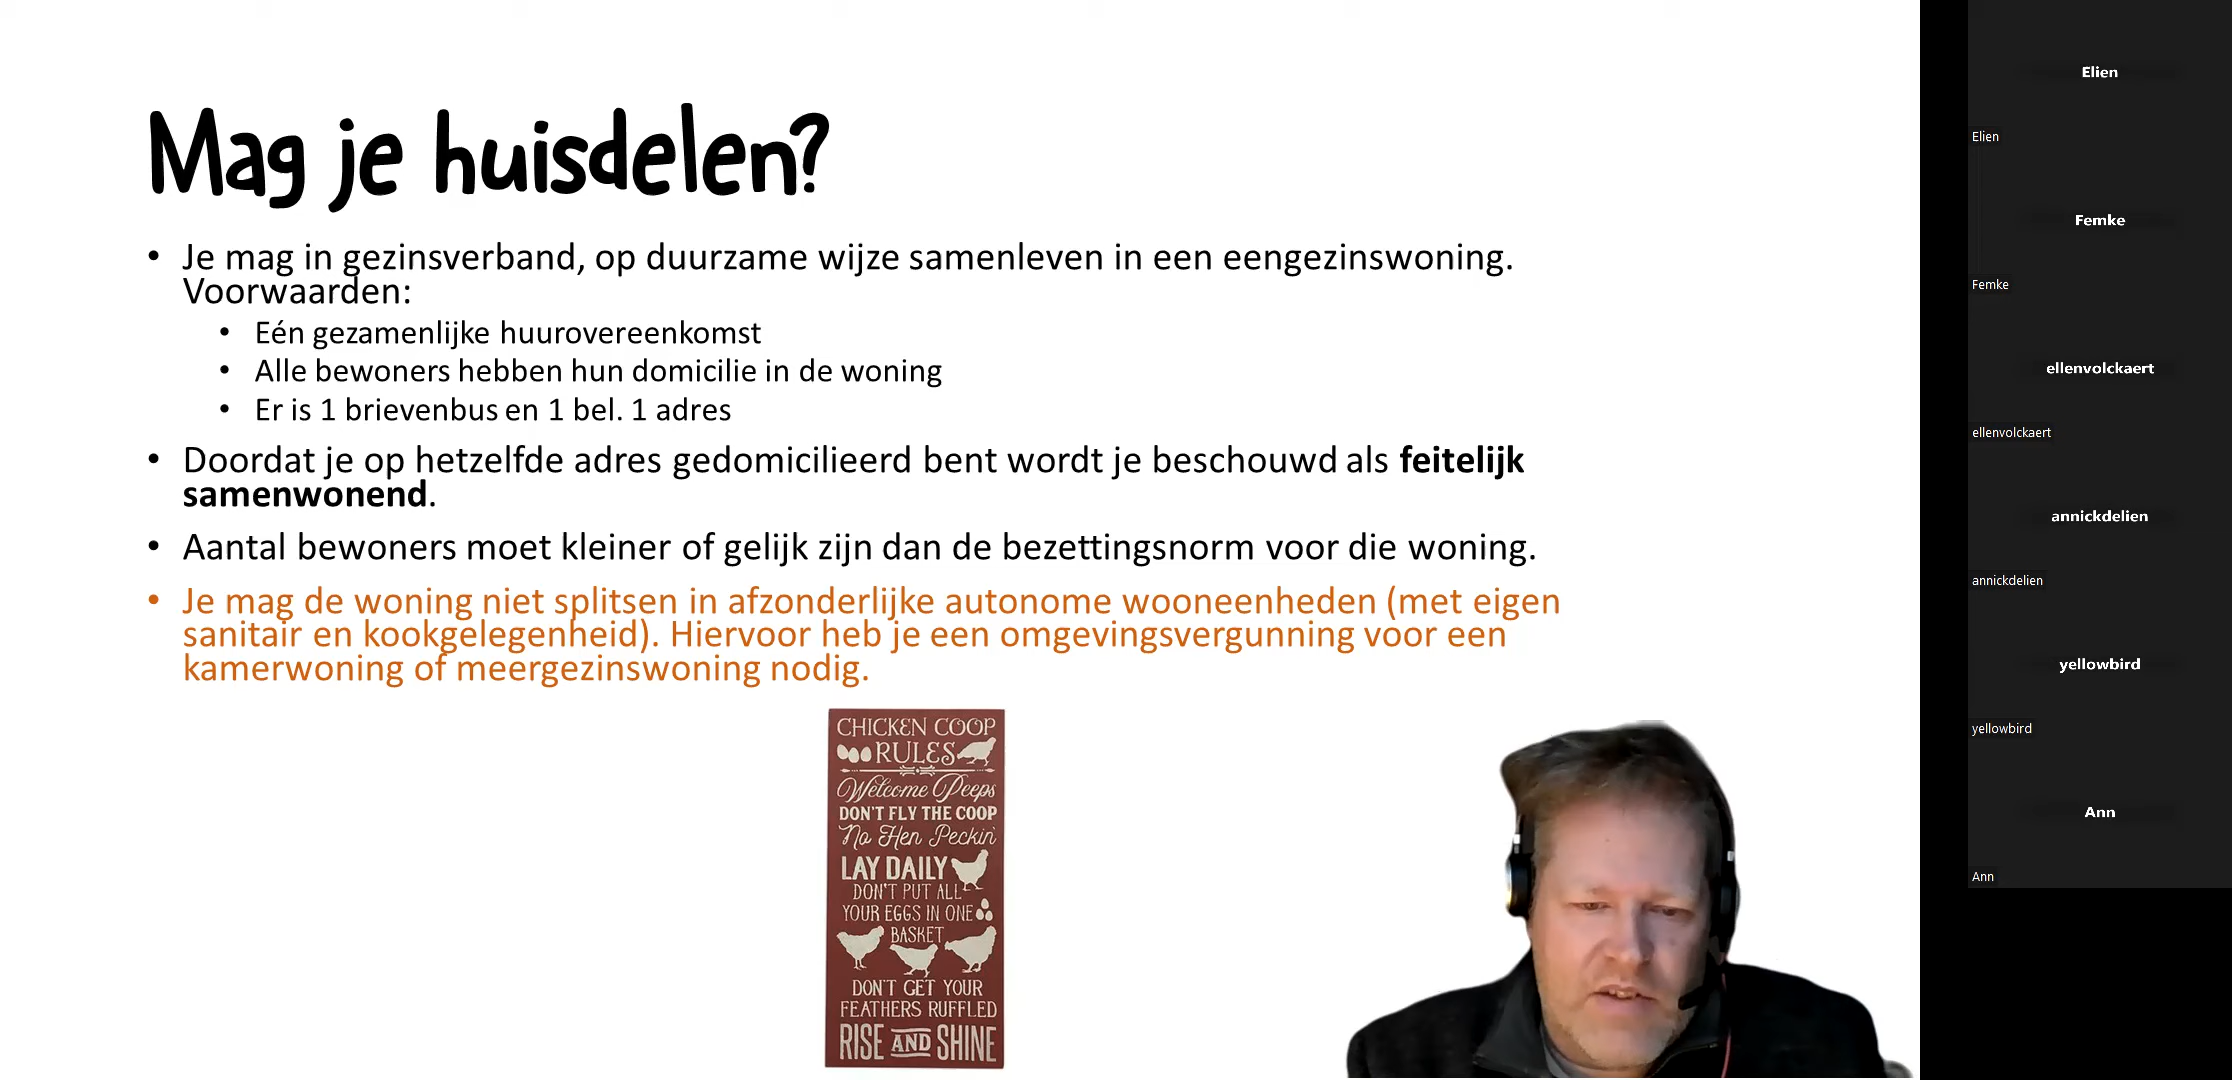 Mag je huisdelen?
• Je mag in gezinsverband, op duurzame wijze samenleven in een eengezinswoning.
Voorwaarden:
• Eén gezamenlijke huurovereenkomst
• Alle bewoners hebben hun domicilie in de woning
• Er is 1 brievenbus en 1 bel. 1 adres
• Doordat je op hetzelfde adres gedomicilieerd bent wordt je beschouwd als feitelijk
samenwonend.
• Aantal bewoners moet kleiner of gelijk zijn dan de bezettingsnorm voor die woning.
• Je mag de woning niet splitsen in afzonderlijke autonome wooneenheden (met eigen
sanitair en kookgelegenheid). Hiervoor heb je een omgevingsvergunning voor een
kamerwoning of meergezinswoning nodig.
CHICKEN COOP
RULES
Welcome Peeps
DON'T FLY THE COOP
No Hen Peckin'
LAY DAILY
DON'T PUT ALL
YOUR EGGS IN ONE
BASKET
DON'T GET YOUR
FEATHERS RUFFLED
RISE AND SHINE
Elien
Elien
Femke
Femke
ellenvolckaert
ellenvolckaert
annickdelien
annickdelien
yellowbird
yellowbird
Ann
Ann